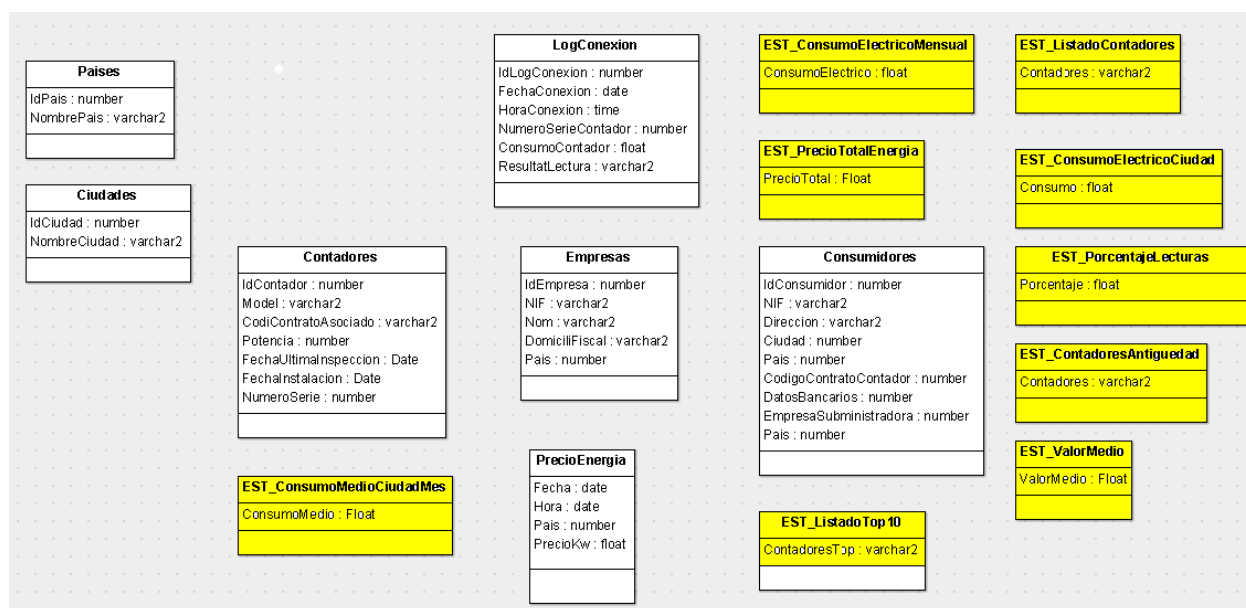 Paises
IdPais : number
NombrePais : varchar2
Ciudades
IdCiudad : number
NombreCiudad : varchar2
Contadores
IdContador : number
Model : varchar2
CodiContratoAsociado : varchar2
Potencia : number
FechaUltimaInspeccion : Date
FechaInstalacion : Date
NumeroSerie : number
EST_ConsumoMedioCiudadMes
ConsumoMedio : Float
LogConexion
IdLogConexion : number
FechaConexion : date
HoraConexion : time
NumeroSerieContador : number
ConsumoContador : float
ResultatLectura : varchar2
Empresas
IdEmpresa : number
NIF : varchar2
Nom : varchar2
DomiciliFiscal : varchar2
Pais : number
PrecioEnergia
Fecha : date
Hora : date
Pais : number
PrecioKw : float
EST_ConsumoElectricoMensual
ConsumoElectrico : float
EST_PrecioTotalEnergia
PrecioTotal : Float
Consumidores
IdConsumidor : number
NIF : varchar2
Direccion : varchar2
Ciudad : number
Pais : number
CodigoContratoContador : number
DatosBancarios : number
EmpresaSubministradora : number
Pais : number
EST_ListadoTop10
ContadoresTop : varchar2
EST_ListadoContadores
Contadores : varchar2
EST_ConsumoElectricoCiudad
Consumo : float
EST_PorcentajeLecturas
Porcentaje : float
EST_ContadoresAntiguedad
Contadores : varchar2
EST_ValorMedio
ValorMedio : Float